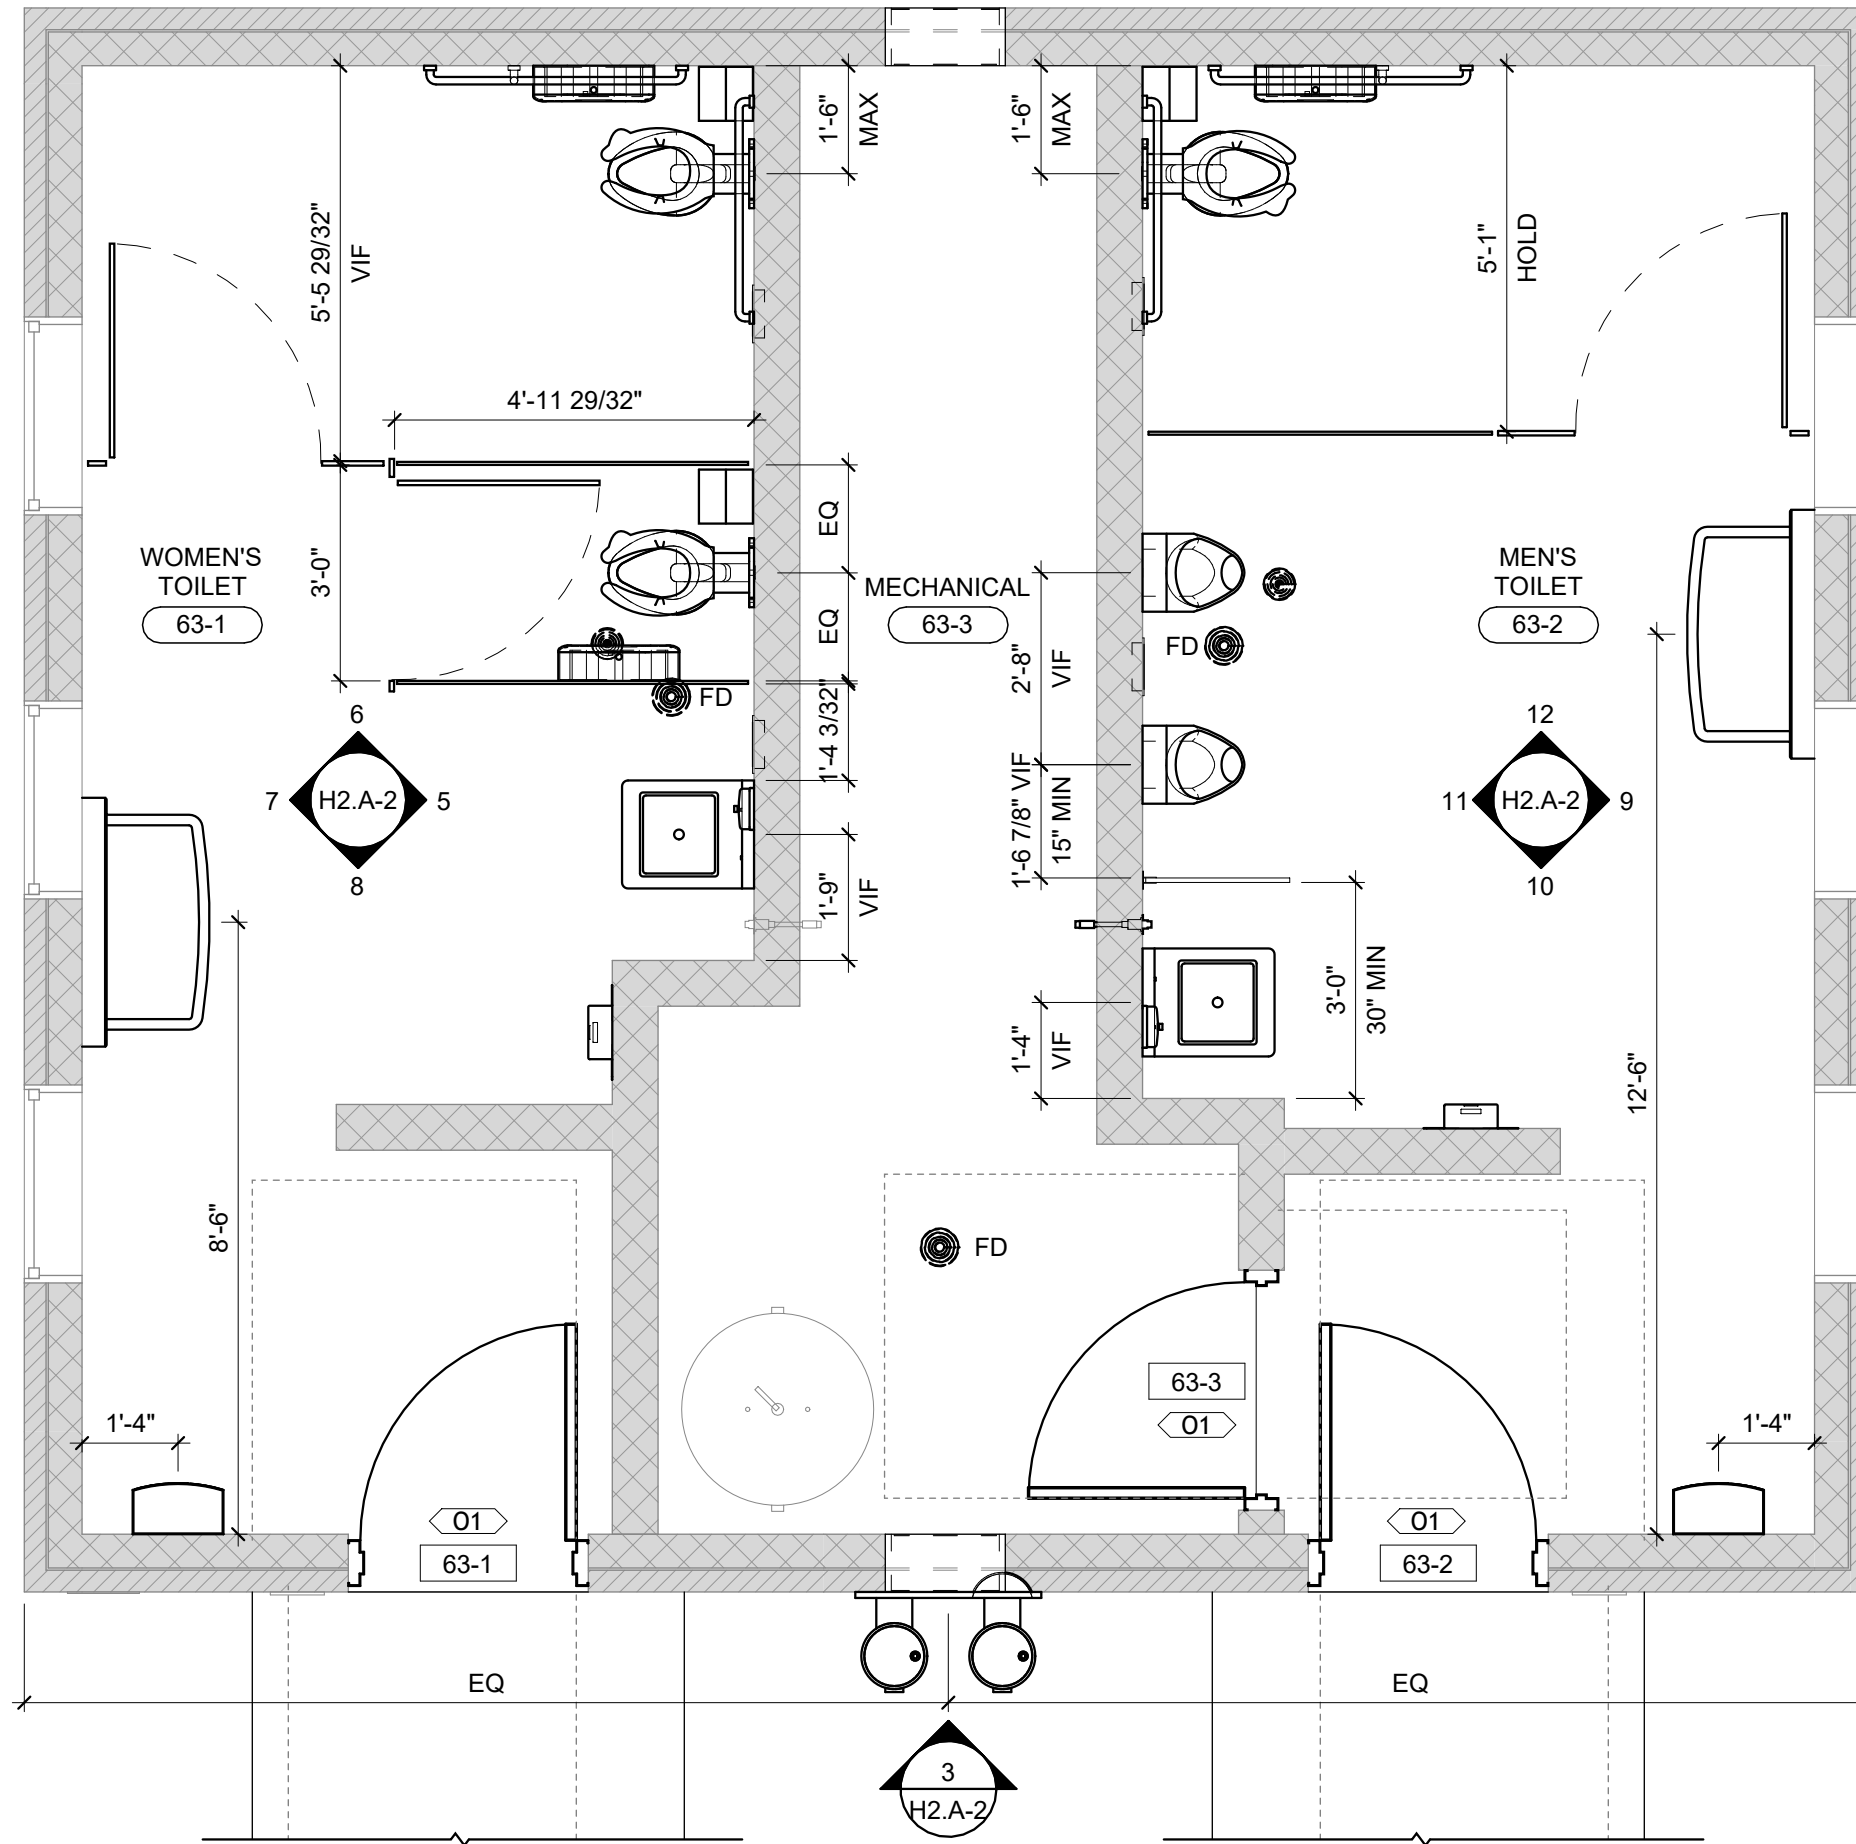 1'-6"
MAX
1'-6"
MAX
5'-5 29/32"
VIF
5'-1"
HOLD
4'-11 29/32"
EQ
WOMEN'S
TOILET
63-1
3'-0"
MECHANICAL
63-3
MEN'S
TOILET
63-2
EQ
2'-8"
VIF
FD
FD
1'-4 3/32"
6
7
H2.A-2
5
8
12
11
H2.A-2
9
10
1'-6 7/8" VIF
15" MIN
1'-9"
VIF
3'-0"
30" MIN
1'-4"
VIF
12'-6"
8'-6"
FD
63-3
01
1'-4"
1'-4"
01
63-1
01
63-2
EQ
EQ
3
H2.A-2